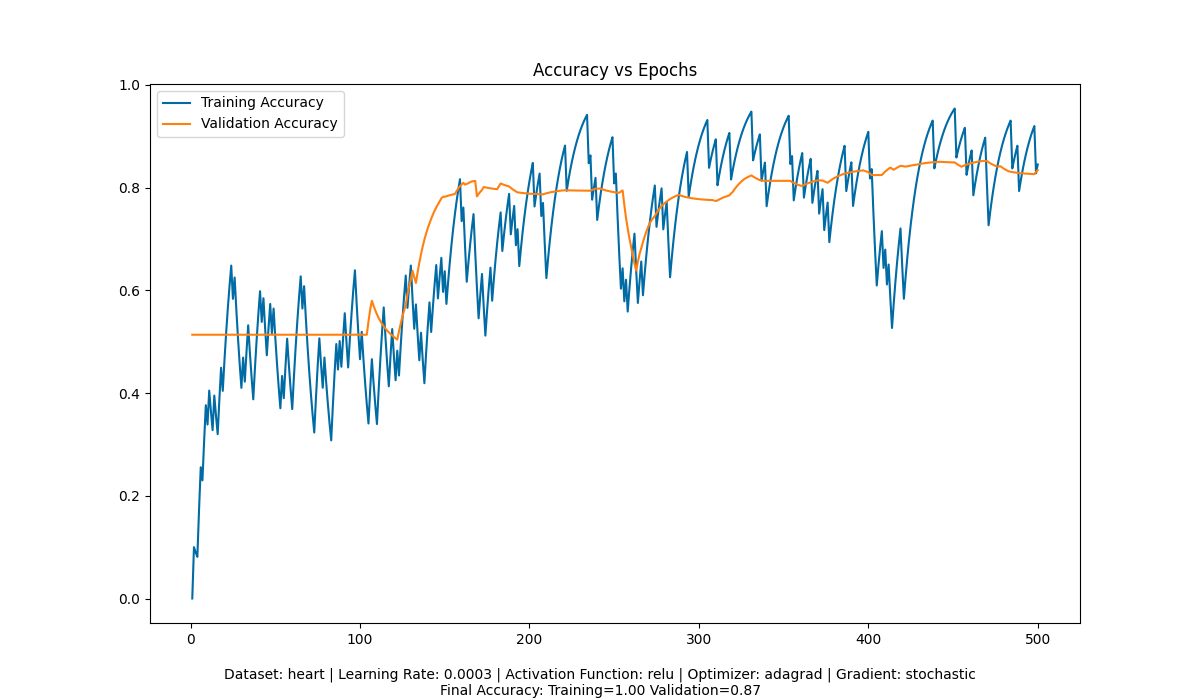 Accuracy vs Epochs
1.0
Training Accuracy
Validation Accuracy
0.8
0.6
0.4
0.2
0.0
0 100 200 300 400 500
Dataset: heart | Learning Rate: 0.0003 | Activation Function: relu | Optimizer: adagrad | Gradient: stochastic
Final Accuracy: Training=1.00 Validation=0.87